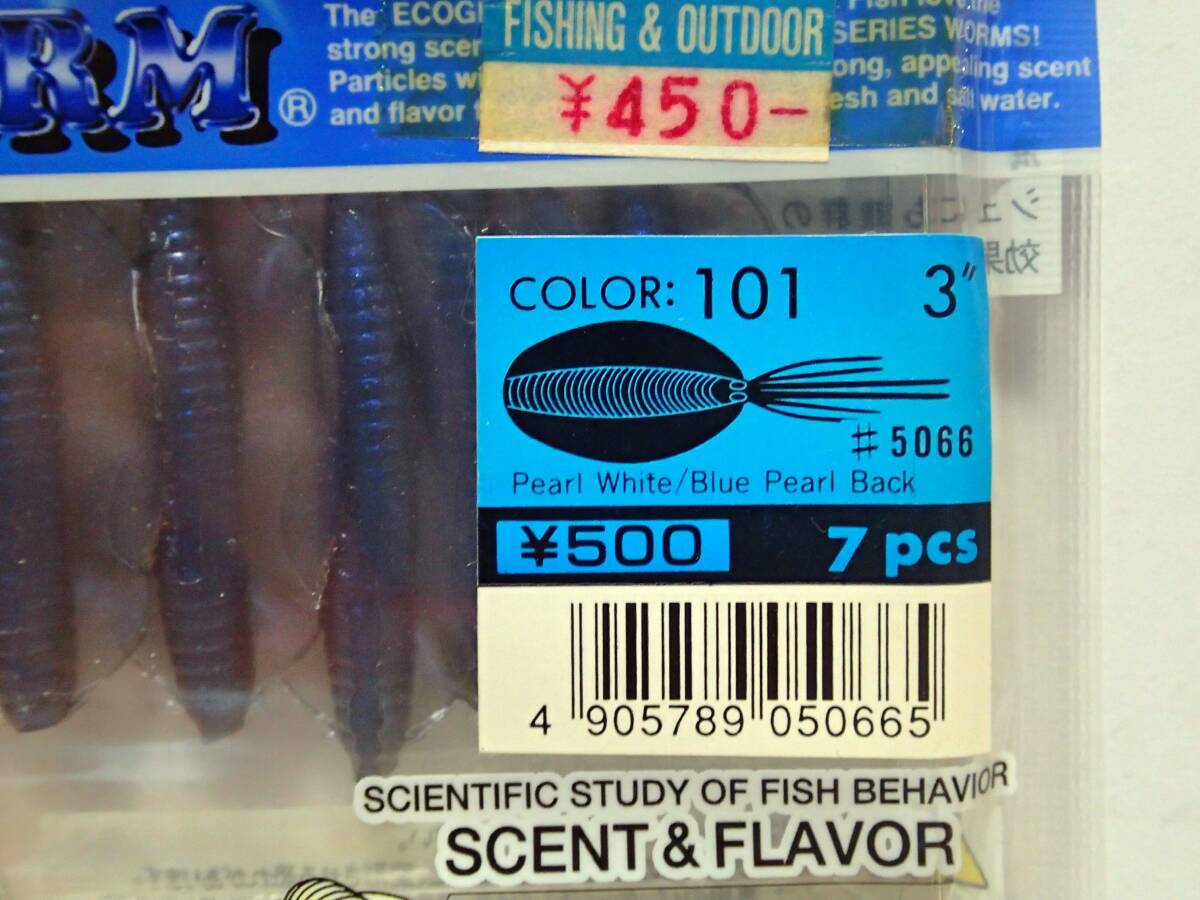 RM®
The ECOG
strong scen
Particles w
and flavor
FISHING & OUTDOOR
¥450-
SERIES WORMS!
ong, appealing scent
esh and salt water.
COLOR: 101 3"
#5066
Pearl White/Blue Pearl Back
¥500 7 pcs
4 905789 050665
SCIENTIFIC STUDY OF FISH BEHAVIOR
SCENT & FLAVOR